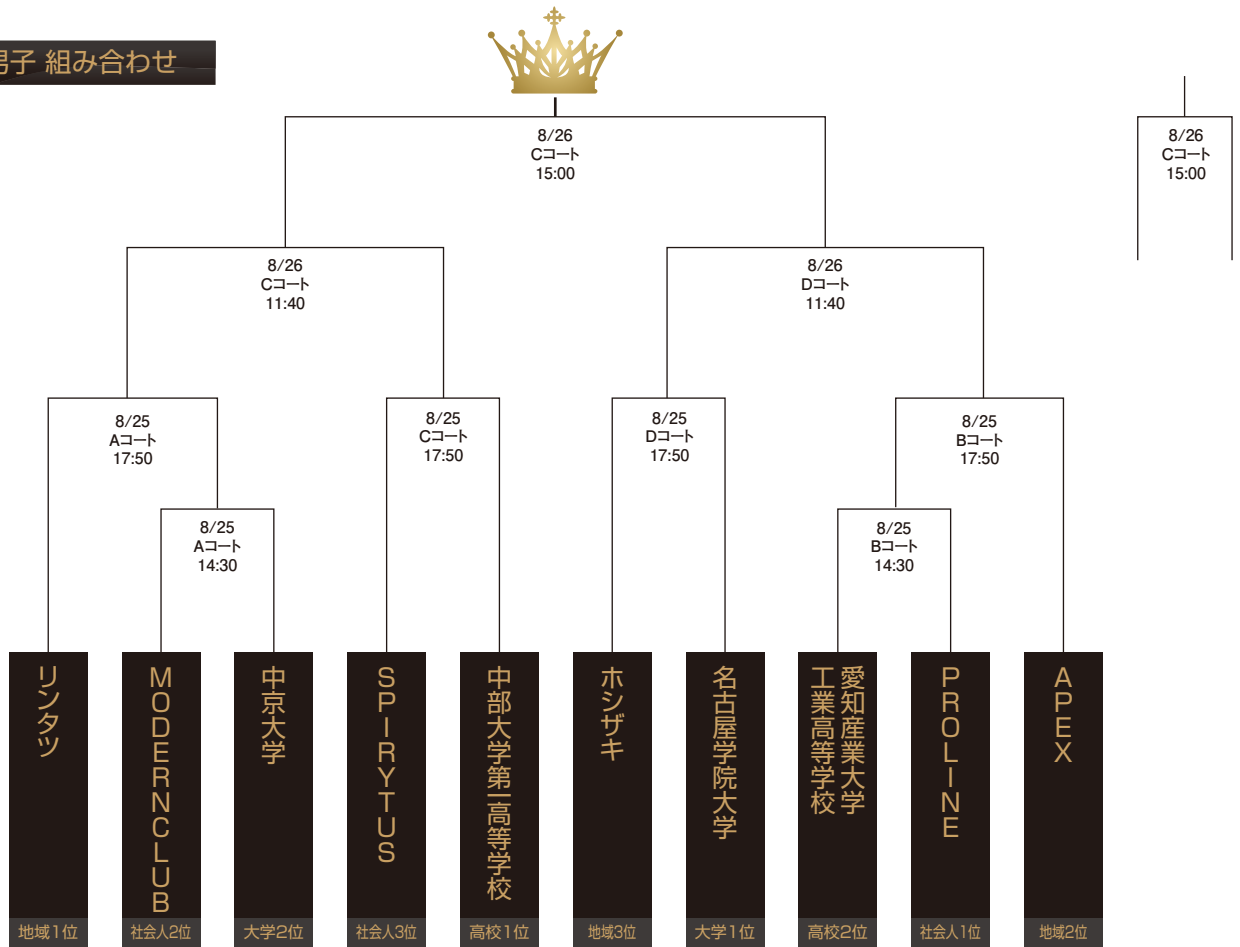 男子 組み合わせ
8/26
Cコート
15:00
8/26
Cコート
15:00
8/26
Cコート
11:40
8/26
Dコート
11:40
8/25
Aコート
17:50
8/25
Cコート
17:50
8/25
Dコート
17:50
8/25
Bコート
17:50
8/25
Aコート
14:30
8/25
Bコート
14:30
リンタツ
MODERNCLUB
中京大学
SPIRYTUS
中部大学第一高等学校
ホシザキ
名古屋学院大学
愛知産業大学
工業高等学校
PROLINE
APEX
地域1位
社会人2位
大学2位
社会人3位
高校1位
地域3位
大学1位
高校2位
社会人1位
地域2位